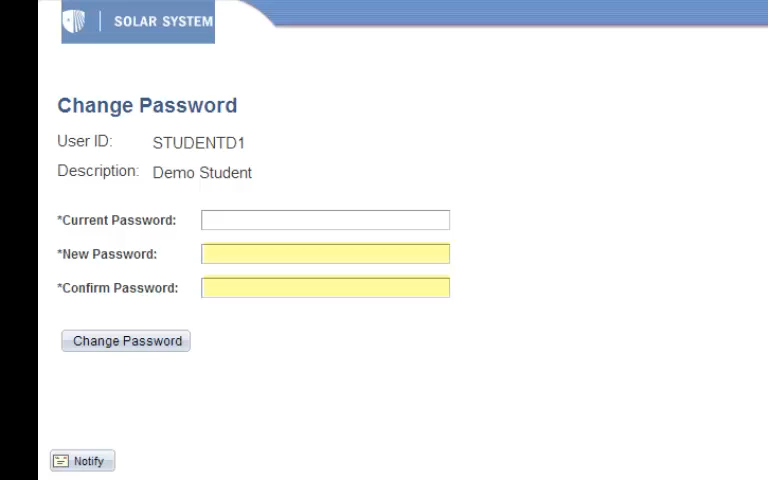 SOLAR SYSTEM
Change Password
User ID: STUDENTD1
Description: Demo Student
*Current Password:
*New Password:
*Confirm Password:
Change Password
Notify